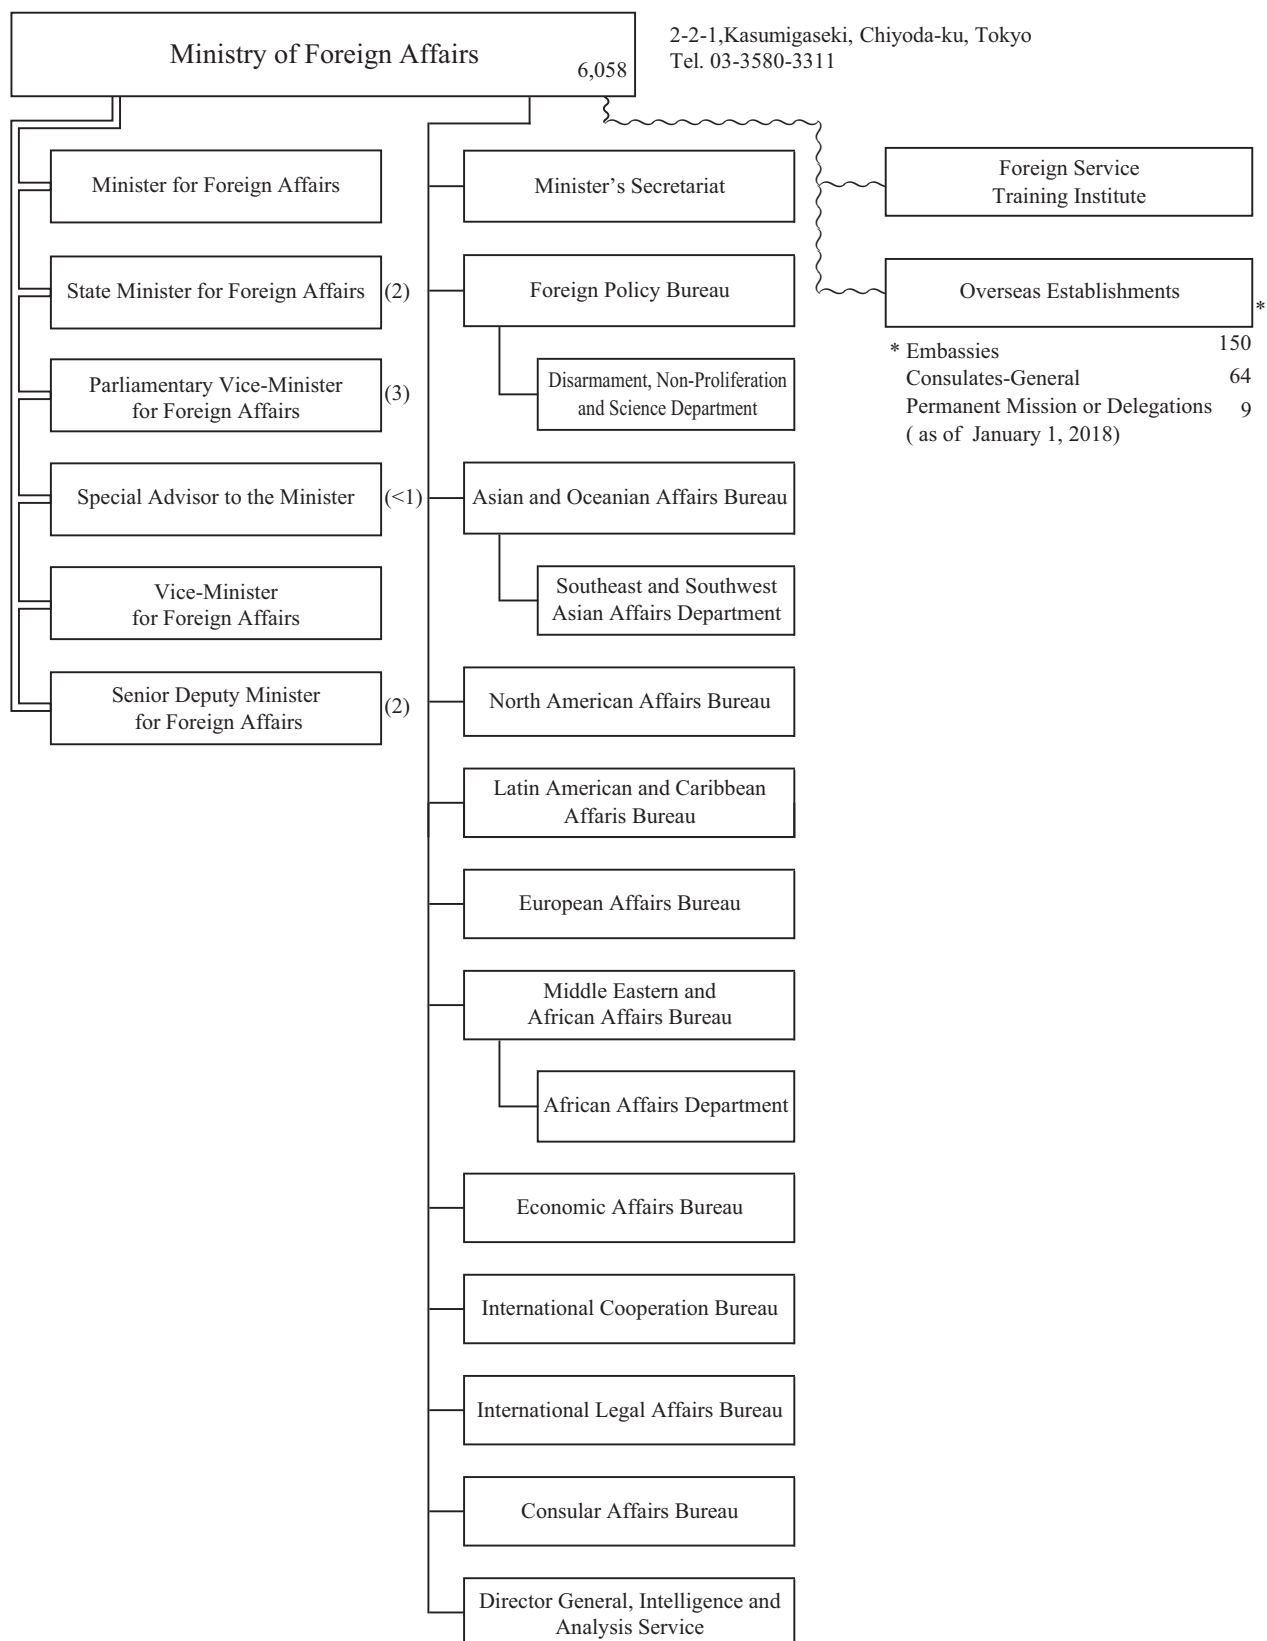 Ministry of Foreign Affairs
6,058
2-2-1,Kasumigaseki, Chiyoda-ku, Tokyo
Tel. 03-3580-3311
Minister for Foreign Affairs
State Minister for Foreign Affairs (2)
Parliamentary Vice-Minister
for Foreign Affairs
(3)
Special Advisor to the Minister (<1)
Vice-Minister
for Foreign Affairs
Senior Deputy Minister
for Foreign Affairs
(2)
Minister’s Secretariat
Foreign Policy Bureau
Disarmament, Non-Proliferation
and Science Department
Asian and Oceanian Affairs Bureau
Southeast and Southwest
Asian Affairs Department
North American Affairs Bureau
Latin American and Caribbean
Affaris Bureau
European Affairs Bureau
Middle Eastern and
African Affairs Bureau
African Affairs Department
Economic Affairs Bureau
International Cooperation Bureau
International Legal Affairs Bureau
Consular Affairs Bureau
Director General, Intelligence and
Analysis Service
Foreign Service
Training Institute
Overseas Establishments
*
* Embassies 150
Consulates-General 64
Permanent Mission or Delegations 9
( as of January 1, 2018)